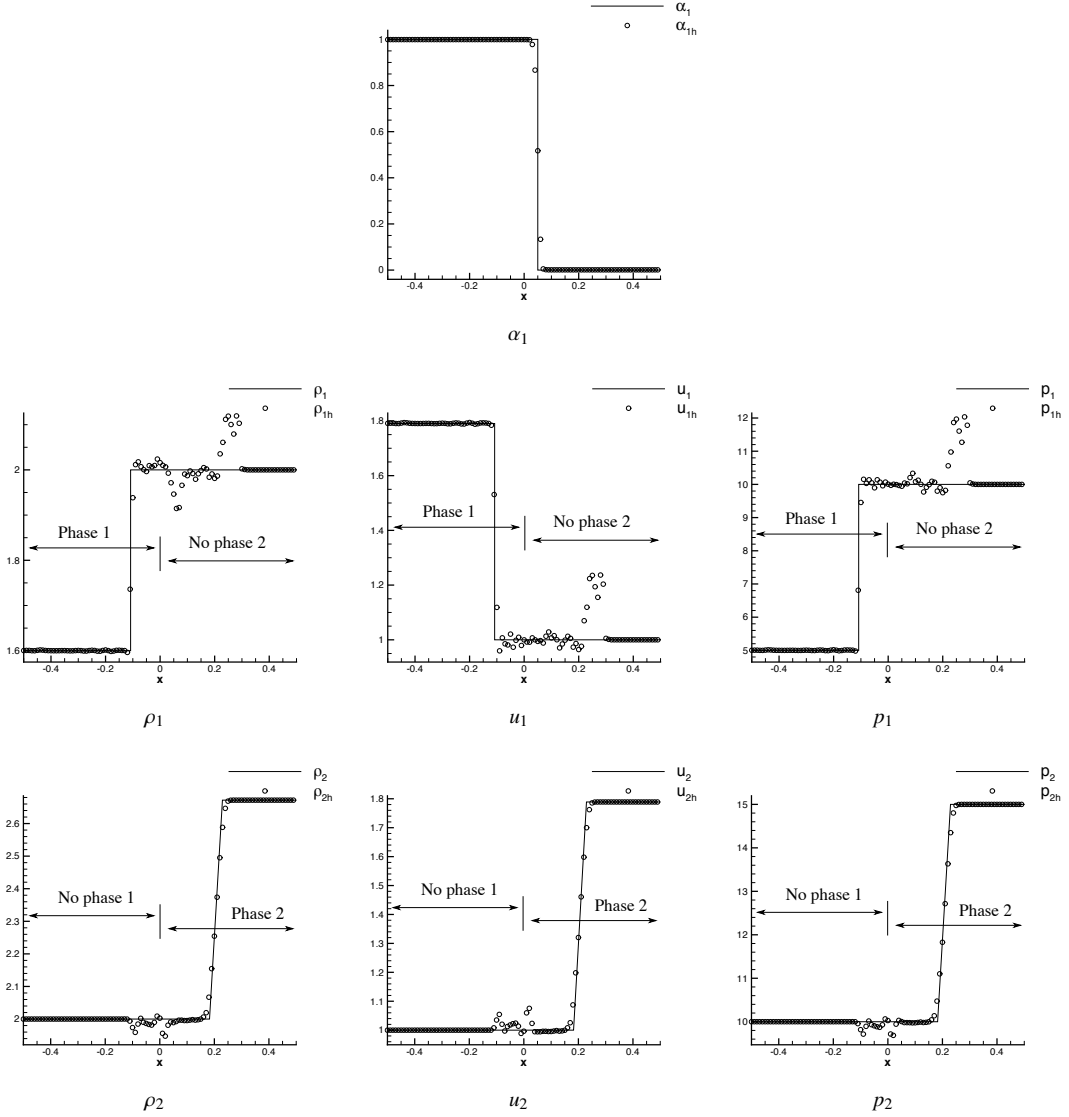 α1
α1h
1
0.8
0.6
0.4
0.2
0
-0.4 -0.2 0 0.2 0.4
x
α1
ρ1
ρ1h
2
1.8
1.6
Phase 1
No phase 2
-0.4 -0.2 0 0.2 0.4
x
ρ1
u1
u1h
1.8
1.6
1.4
1.2
1
Phase 1
No phase 2
-0.4 -0.2 0 0.2 0.4
x
u1
p1
p1h
12
11
10
9
8
7
6
5
Phase 1
No phase 2
-0.4 -0.2 0 0.2 0.4
x
p1
ρ2
ρ2h
2.6
2.5
2.4
2.3
2.2
2.1
2
No phase 1
Phase 2
-0.4 -0.2 0 0.2 0.4
x
ρ2
u2
u2h
1.8
1.7
1.6
1.5
1.4
1.3
1.2
1.1
1
No phase 1
Phase 2
-0.4 -0.2 0 0.2 0.4
x
u2
p2
p2h
15
14
13
12
11
10
No phase 1
Phase 2
-0.4 -0.2 0 0.2 0.4
x
p2